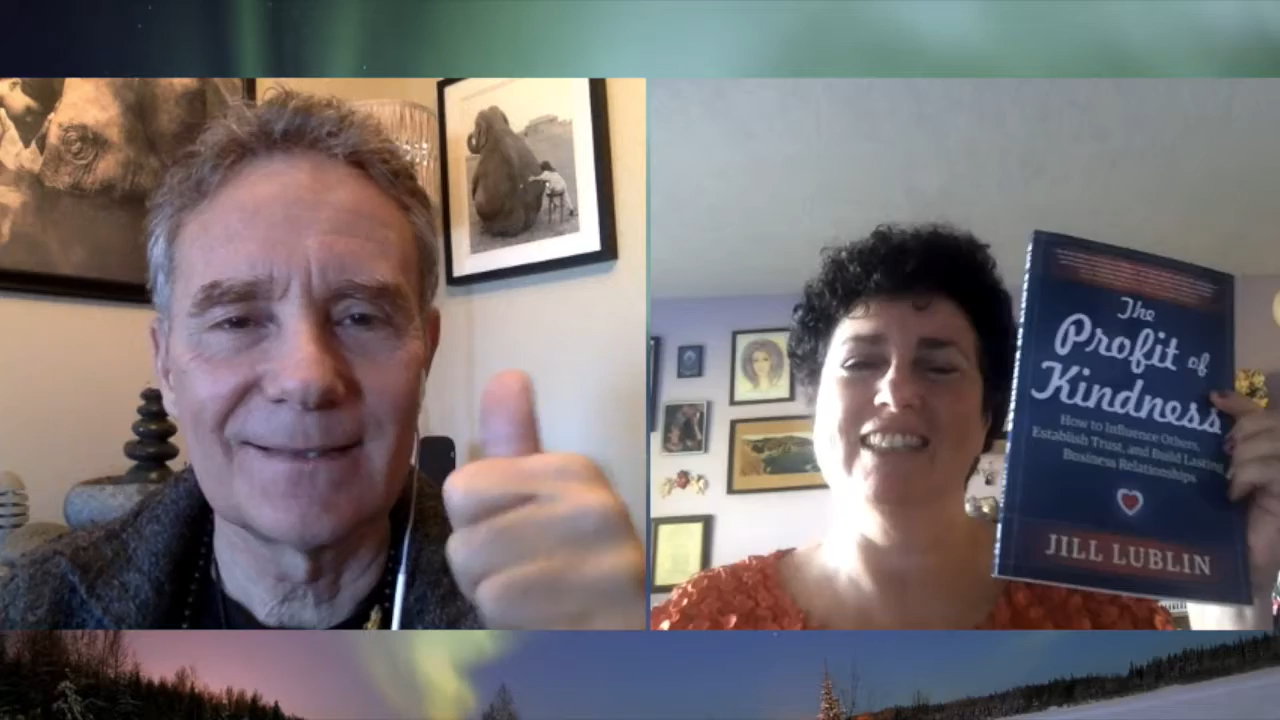 The
Profit of
Kindness
How to Influence Others,
Establish Trust, and Build Lasting
Business Relationships
JILL LUBLIN